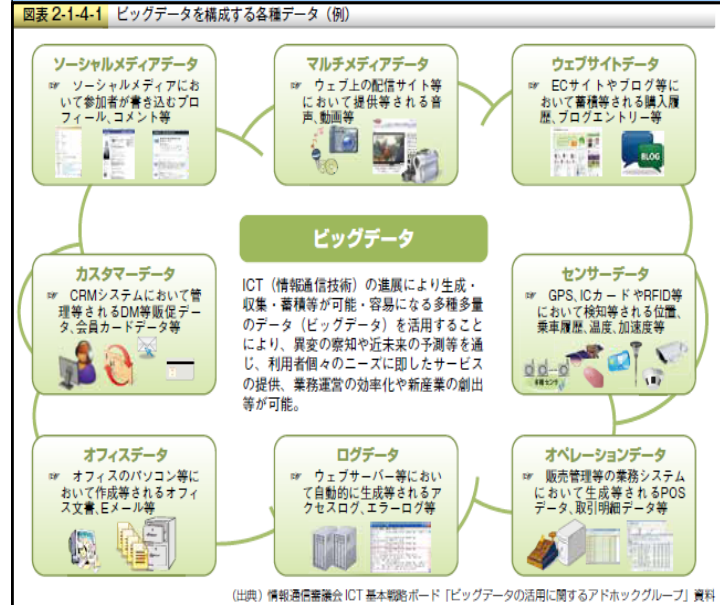 図表 2-1-4-1 ビッグデータを構成する各種データ（例）
ソーシャルメディアデータ
☞ ソーシャルメディアにお
いて参加者が書き込むプロ
フィール、コメント等
マルチメディアデータ
☞ ウェブ上の配信サイト等
において提供等される音
声、動画等
ウェブサイトデータ
☞ ECサイトやブログ等に
おいて蓄積等される購入履
歴、ブログエントリー等
BLOG
ビッグデータ
ICT（情報通信技術）の進展により生成・
収集・蓄積等が可能・容易になる多種多量
のデータ（ビッグデータ）を活用すること
により、異変の察知や近未来の予測等を通
じ、利用者個々のニーズに即したサービス
の提供、業務運営の効率化や新産業の創出
等が可能。
カスタマーデータ
☞ CRMシステムにおいて管
理等されるDM等販促デー
タ、会員カードデータ等
センサーデータ
☞ GPS、ICカードやRFID等
において検知等される位置、
乗車履歴、温度、加速度等
オフィスデータ
☞ オフィスのパソコン等に
おいて作成等されるオフィ
ス文書、Eメール等
ログデータ
☞ ウェブサーバー等におい
て自動的に生成等されるア
クセスログ、エラーログ等
オペレーションデータ
☞ 販売管理等の業務システム
において生成等されるPOS
データ、取引明細データ等
（出典）情報通信審議会ICT基本戦略ボード「ビッグデータの活用に関するアドホックグループ」資料